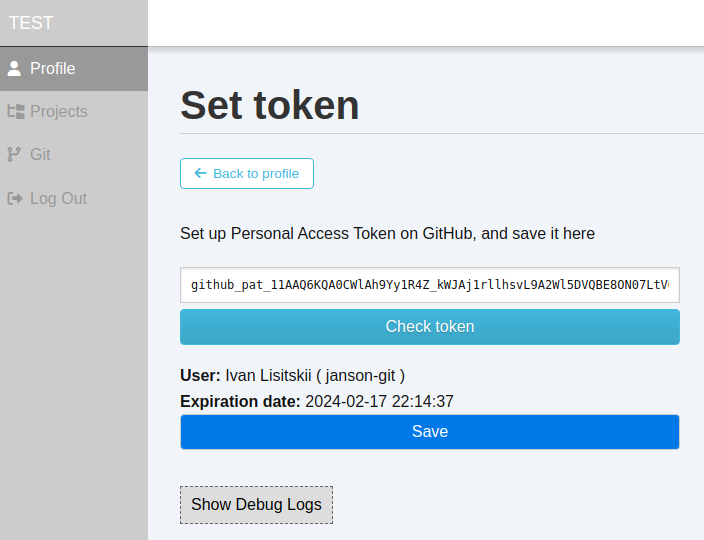 TEST
Profile
Projects
Git
Log Out
Set token
Back to profile
Set up Personal Access Token on GitHub, and save it here
github_pat_11AAQ6KQA0CWlAh9Yy1R4Z_kWJAj1rllhsvL9A2Wl5DVQBE8ON07LtV
Check token
User: Ivan Lisitskii ( janson-git )
Expiration date: 2024-02-17 22:14:37
Save
Show Debug Logs